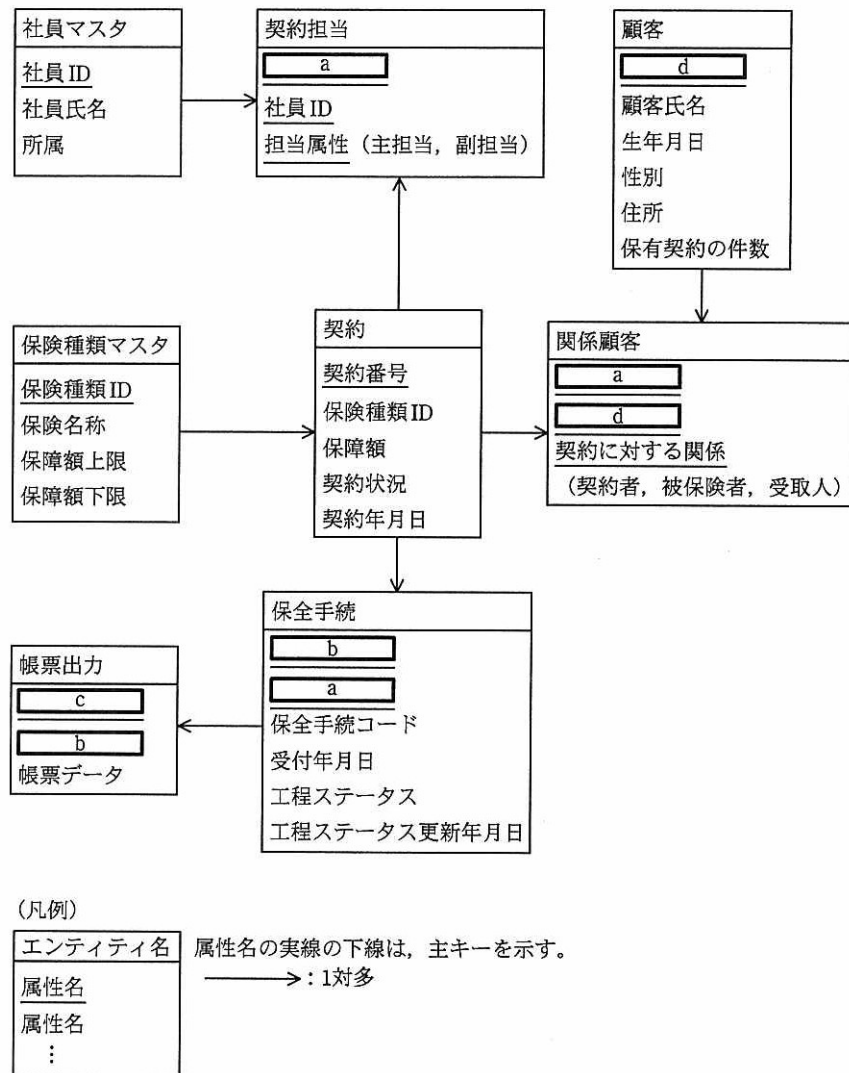 社員マスタ
社員ID
社員氏名
所属
契約担当
a
社員ID
担当属性（主担当，副担当）
顧客
d
顧客氏名
生年月日
性別
住所
保有契約の件数
保険種類マスタ
保険種類ID
保険名称
保障額上限
保障額下限
契約
契約番号
保険種類ID
保障額
契約状況
契約年月日
関係顧客
a
d
契約に対する関係
（契約者，被保険者，受取人）
帳票出力
c
b
帳票データ
保全手続
b
a
保全手続コード
受付年月日
工程ステータス
工程ステータス更新年月日
（凡例）
エンティティ名
属性名
属性名
⋮
属性名の実線の下線は，主キーを示す。
：1対多